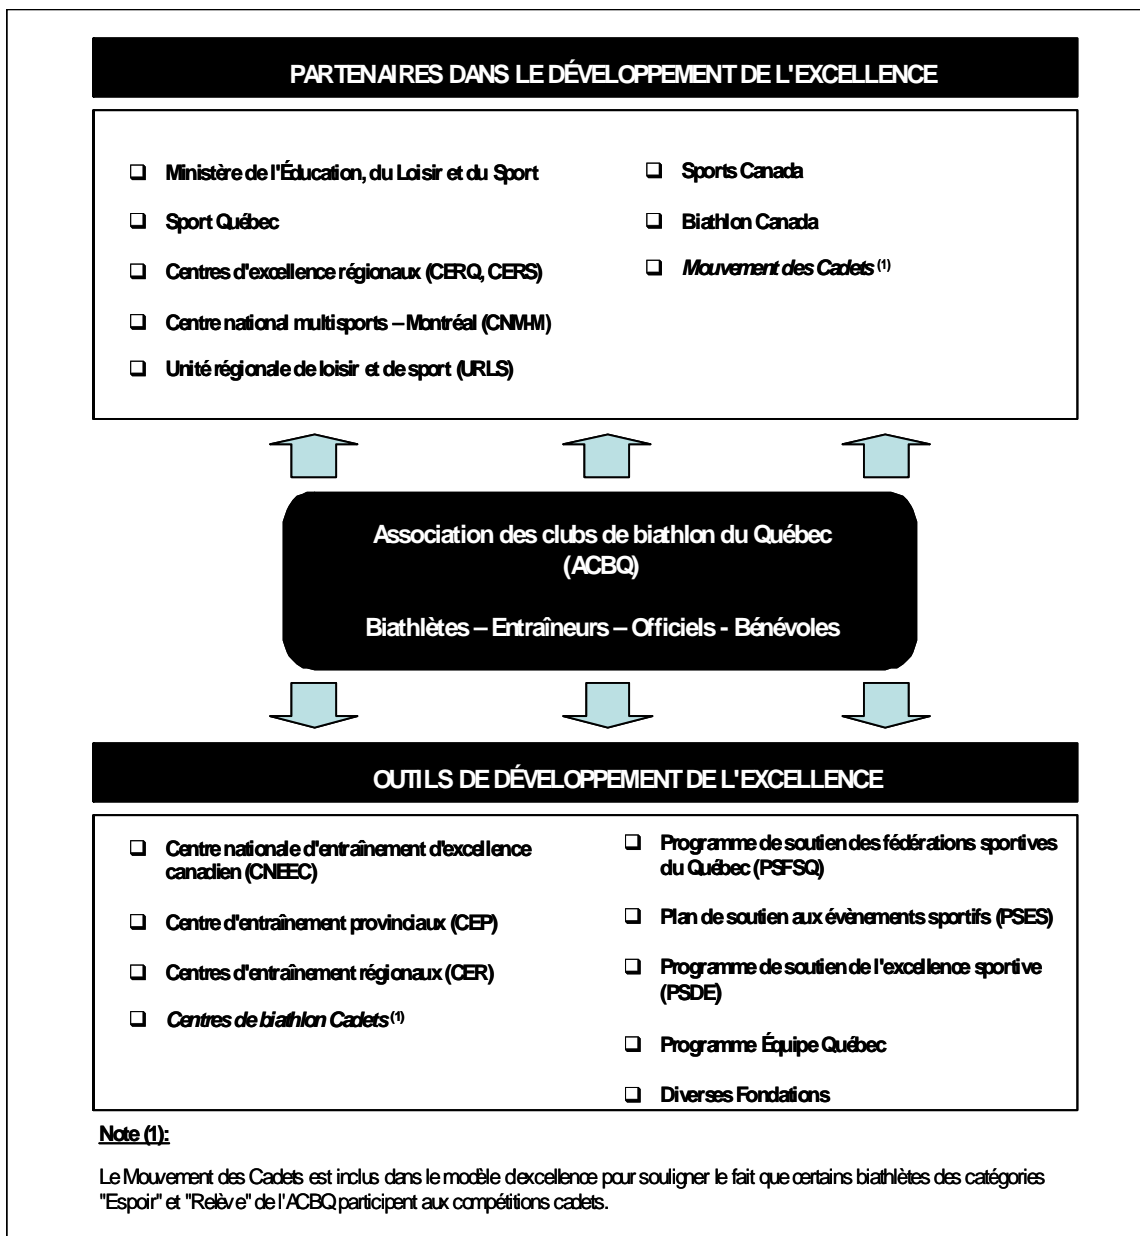 PARTENAIRES DANS LE DÉVELOPPEMENT DE L'EXCELLENCE
❑ Ministère de l'Éducation, du Loisir et du Sport
❑ Sport Québec
❑ Centres d'excellence régionaux (CERQ, CERS)
❑ Centre national multisports – Montréal (CNM-M)
❑ Unité régionale de loisir et de sport (URLS)
❑ Sports Canada
❑ Biathlon Canada
❑ Mouvement des Cadets (1)
Association des clubs de biathlon du Québec
(ACBQ)
Biathlètes – Entraîneurs – Officiels - Bénévoles
OUTILS DE DÉVELOPPEMENT DE L'EXCELLENCE
❑ Centre nationale d'entraînement d'excellence
canadien (CNEEC)
❑ Centre d'entraînement provinciaux (CEP)
❑ Centres d'entraînement régionaux (CER)
❑ Centres de biathlon Cadets (1)
❑ Programme de soutien des fédérations sportives
du Québec (PSFSQ)
❑ Plan de soutien aux évènements sportifs (PSES)
❑ Programme de soutien de l'excellence sportive
(PSDE)
❑ Programme Équipe Québec
❑ Diverses Fondations
Note (1):
Le Mouvement des Cadets est inclus dans le modèle d'excellence pour souligner le fait que certains biathlètes des catégories
"Espoir" et "Relève" de l'ACBQ participent aux compétitions cadets.